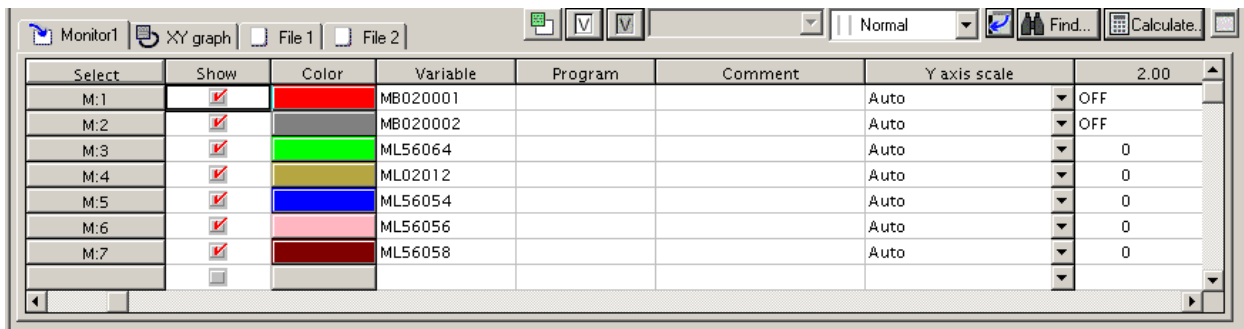 Monitor1 XY graph File 1 File 2 V V Normal Find... Calculate..
Select Show Color Variable Program Comment Y axis scale 2.00
M:1 MB020001 Auto OFF
M:2 MB020002 Auto OFF
M:3 ML56064 Auto 0
M:4 ML02012 Auto 0
M:5 ML56054 Auto 0
M:6 ML56056 Auto 0
M:7 ML56058 Auto 0